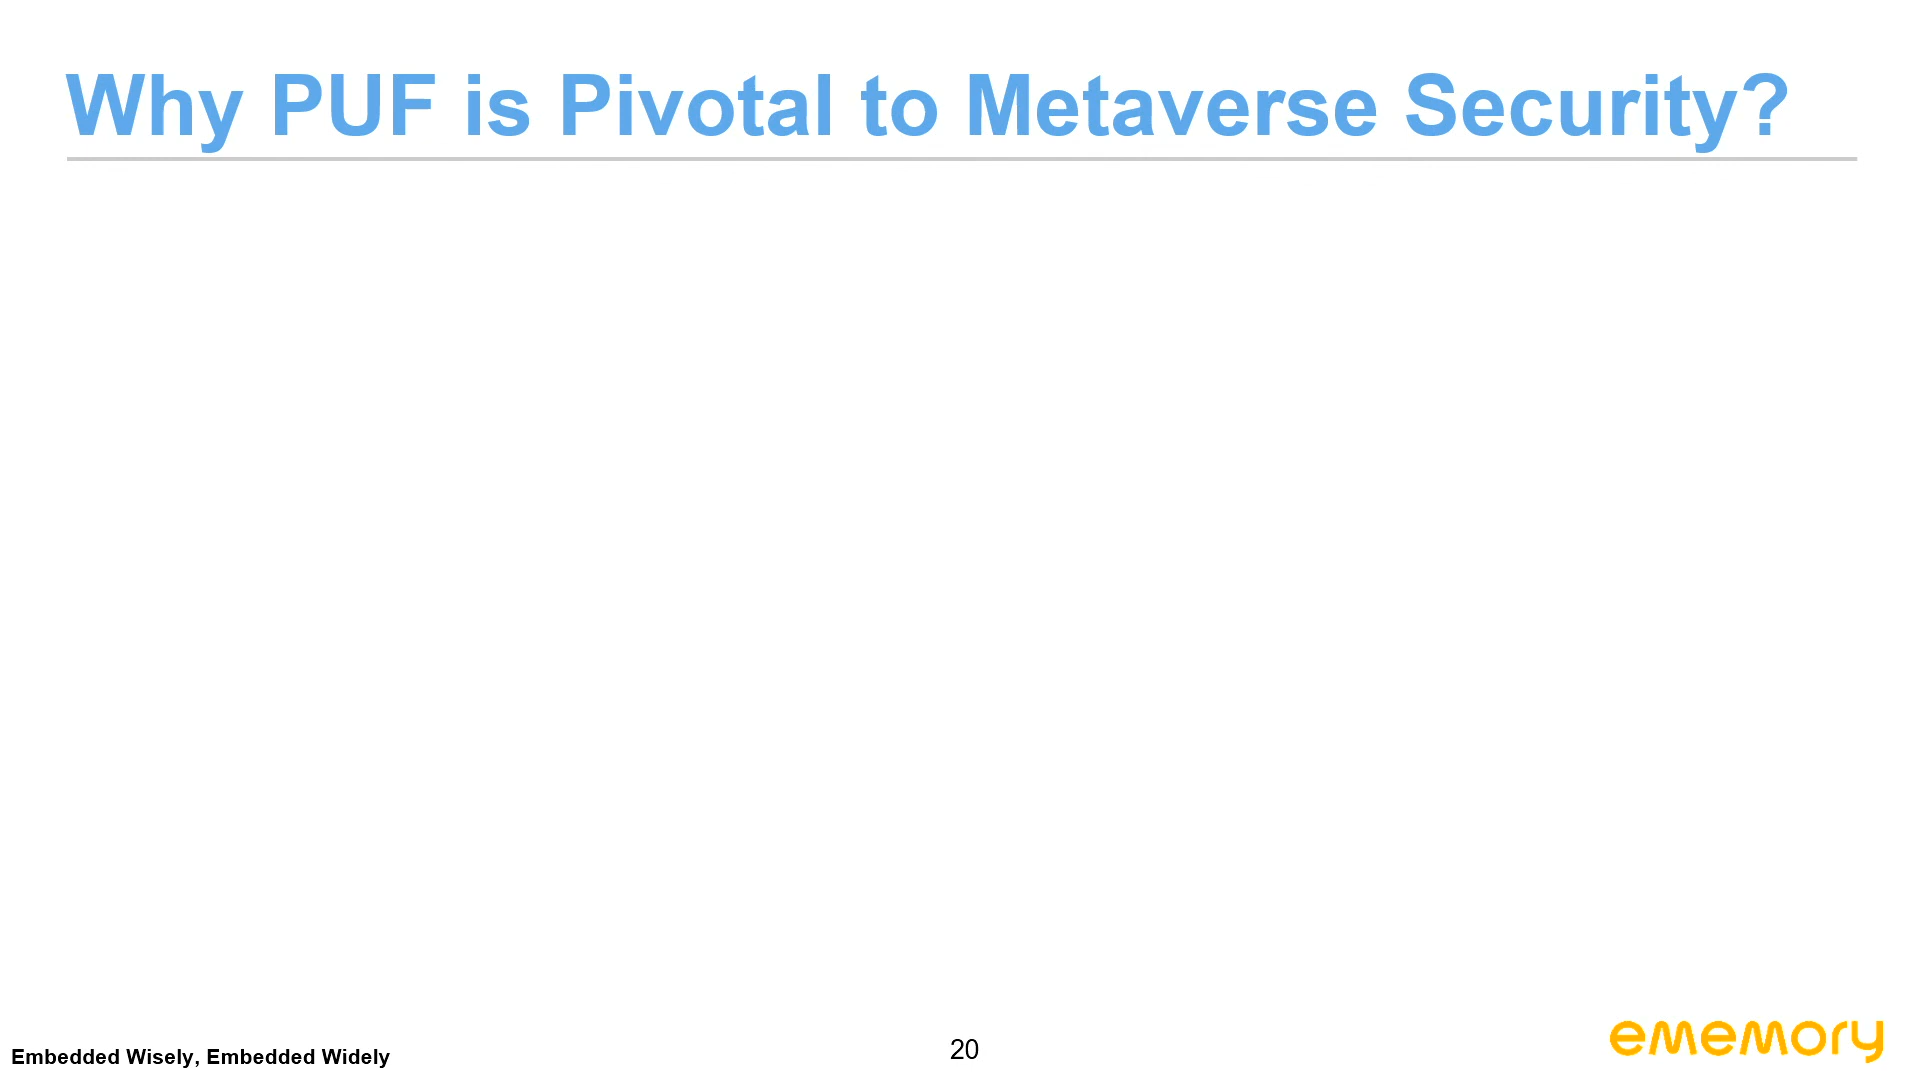 Why PUF is Pivotal to Metaverse Security?
Embedded Wisely, Embedded Widely
20
ememory